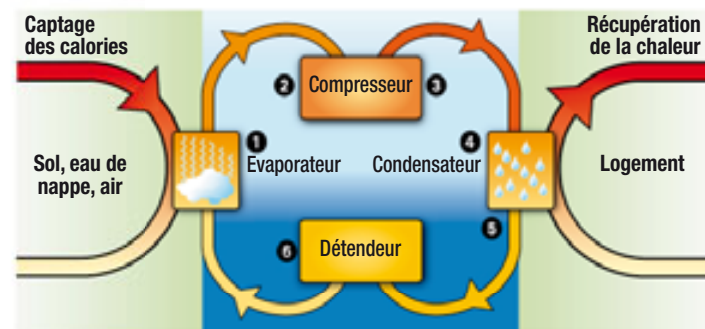 Captage
des calories
Récupération
de la chaleur
2
Compresseur
3
1
Evaporateur
Condensateur
4
Sol, eau de
nappe, air
Logement
5
6
Détendeur